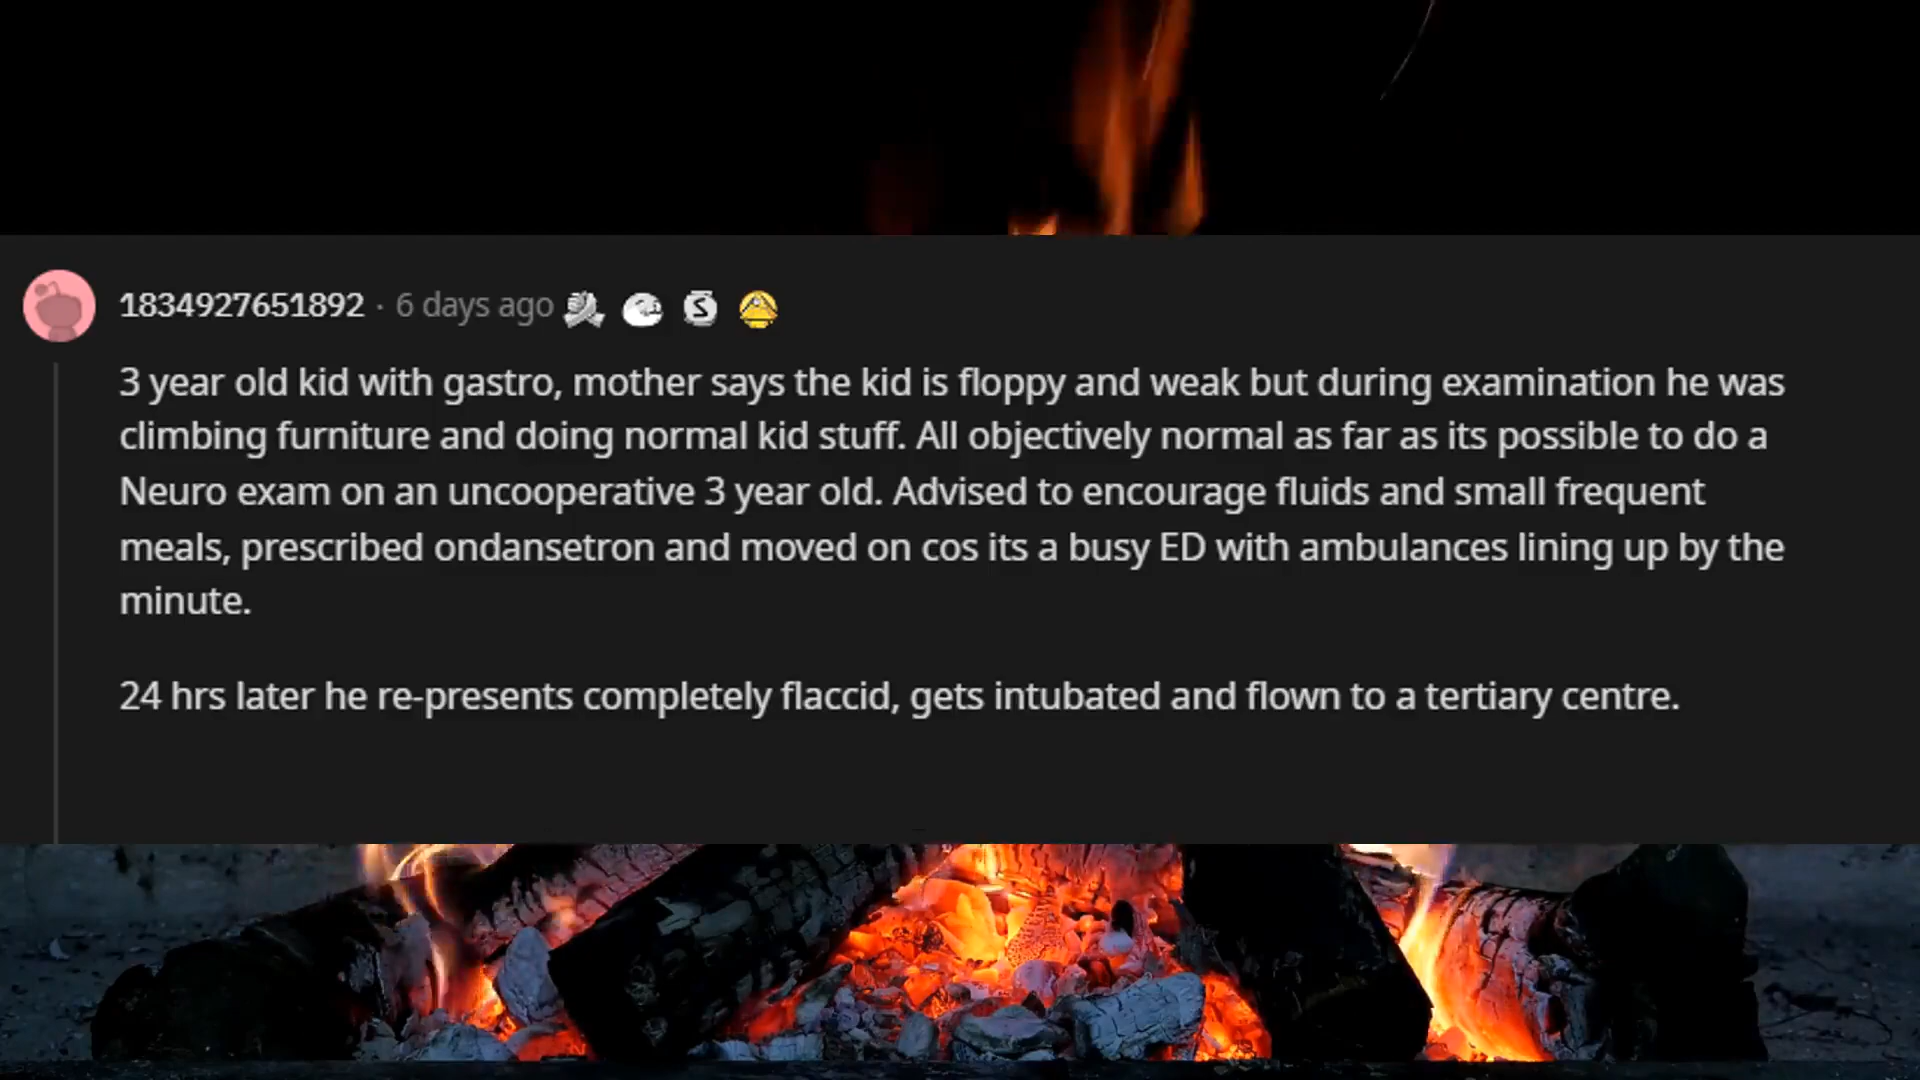 1834927651892 · 6 days ago
3 year old kid with gastro, mother says the kid is floppy and weak but during examination he was
climbing furniture and doing normal kid stuff. All objectively normal as far as its possible to do a
Neuro exam on an uncooperative 3 year old. Advised to encourage fluids and small frequent
meals, prescribed ondansetron and moved on cos its a busy ED with ambulances lining up by the
minute.
24 hrs later he re-presents completely flaccid, gets intubated and flown to a tertiary centre.